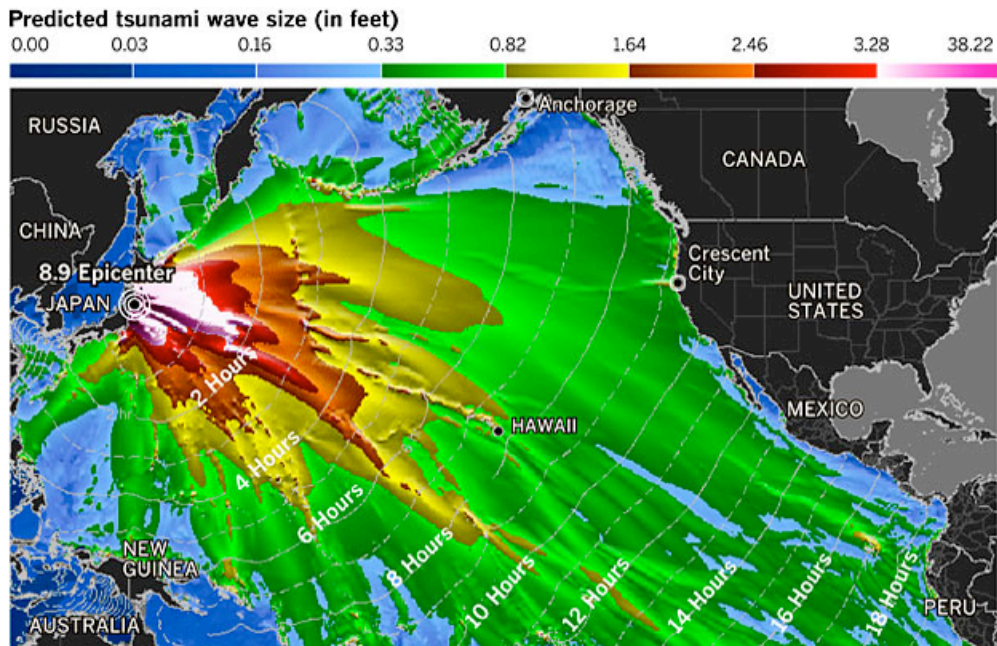 Predicted tsunami wave size (in feet)
0.00 0.03 0.16 0.33 0.82 1.64 2.46 3.28 38.22
Anchorage
RUSSIA
CANADA
CHINA
Crescent
City
8.9 Epicenter
JAPAN
UNITED
STATES
2 Hours
MEXICO
HAWAII
4 Hours
6 Hours
8 Hours
10 Hours
12 Hours
14 Hours
16 Hours
18 Hours
NEW
GUINEA
PERU
AUSTRALIA